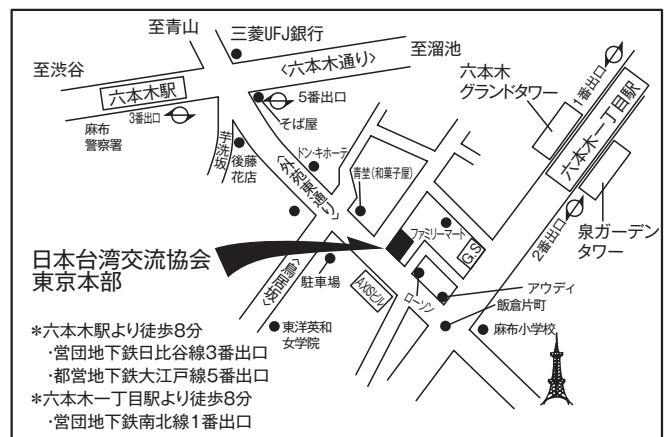 至青山
三菱UFJ銀行
至渋谷
〈六本木通り〉
至溜池
六本木駅
3番出口
麻布
警察署
5番出口
そば屋
芋洗坂
後藤
花店
ドン・キホーテ
〈外苑東通り〉
青埜(和菓子屋)
六本木
グランドタワー
1番出口
六本木一丁目駅
2番出口
泉ガーデン
タワー
ファミリーマート
G.S
日本台湾交流協会
東京本部
〈鳥居坂〉
駐車場
AXISビル
ローソン
アウディ
飯倉片町
東洋英和
女学院
麻布小学校
*六本木駅より徒歩8分
・営団地下鉄日比谷線3番出口
・都営地下鉄大江戸線5番出口
*六本木一丁目駅より徒歩8分
・営団地下鉄南北線1番出口